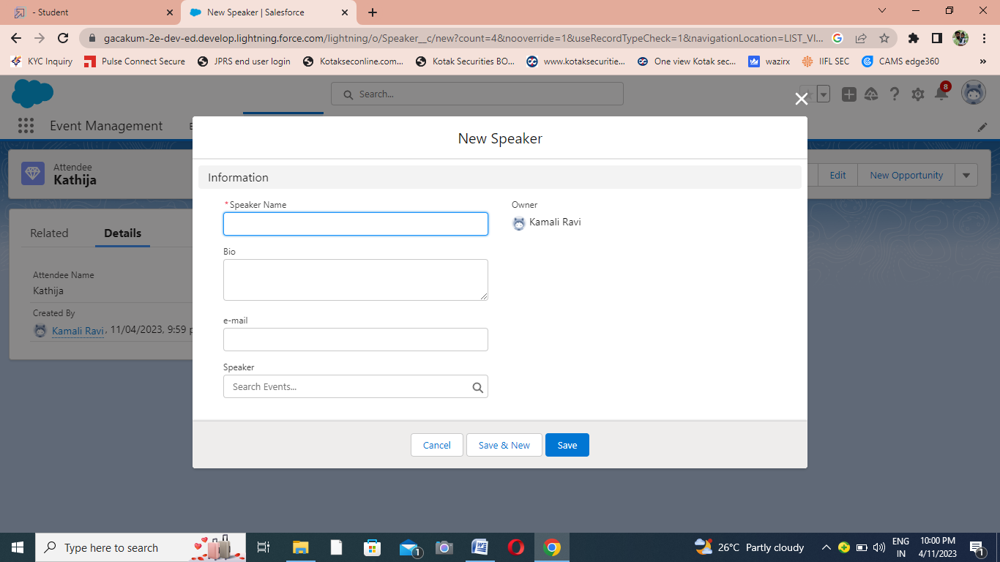 - Student
New Speaker | Salesforce
gacakum-2e-dev-ed.develop.lightning.force.com/lightning/o/Speaker__c/new?count=4&nooverride=1&useRecordTypeCheck=1&navigationLocation=LIST_VI...
KYC Inquiry
Pulse Connect Secure
JPRS end user login
Kotakseconline.com...
Kotak Securities BO...
www.kotaksecuritie...
One view Kotak sec...
wazirx
IIFL SEC
CAMS edge360
»
Search...
8
Event Management
New Speaker
Attendee
Kathija
Edit
New Opportunity
Information
*Speaker Name
Owner
Kamali Ravi
Related
Details
Bio
Attendee Name
Kathija
Created By
Kamali Ravi, 11/04/2023, 9:59 p
e-mail
Speaker
Search Events...
Cancel
Save & New
Save
Type here to search
1
26°C Partly cloudy
ENG
IN
10:00 PM
4/11/2023
1